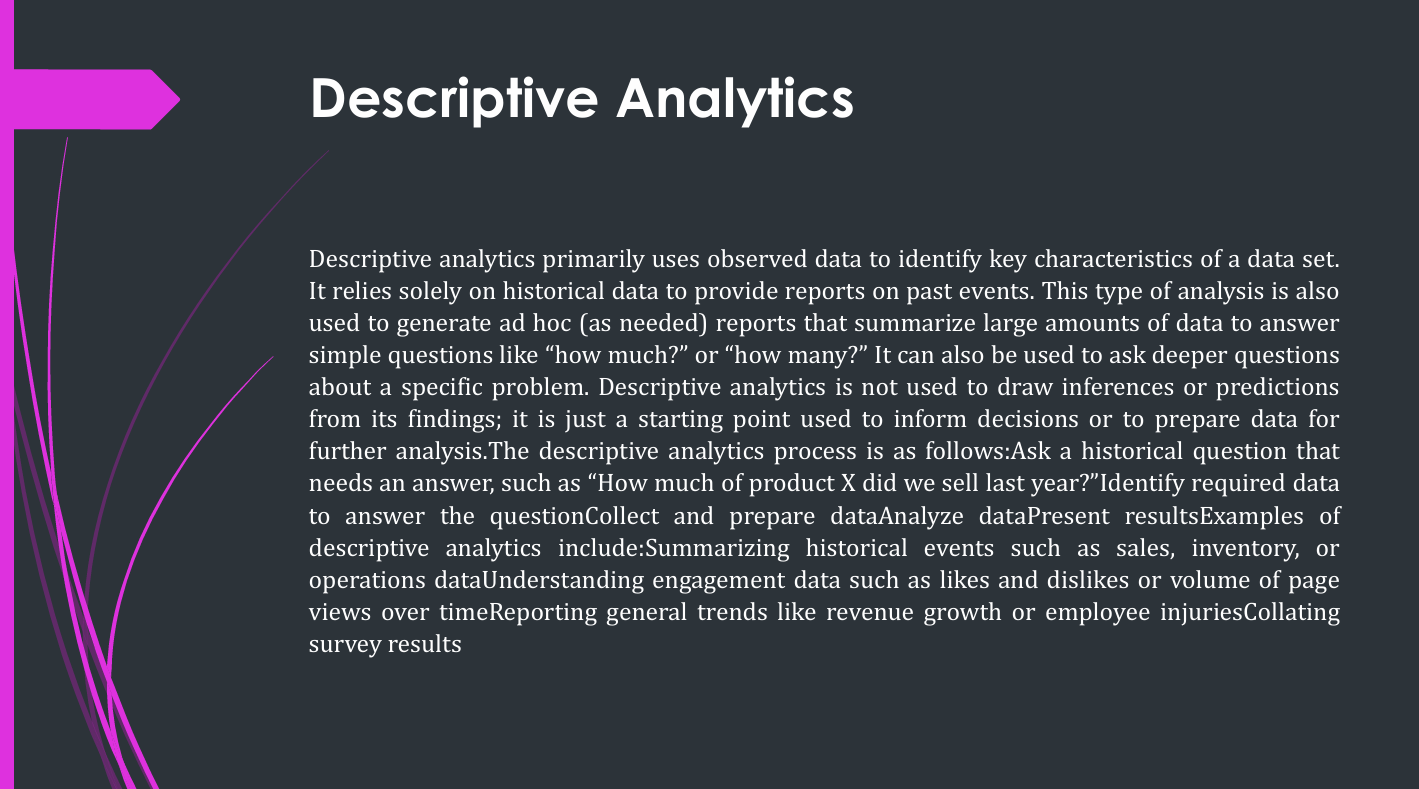 Descriptive Analytics
Descriptive analytics primarily uses observed data to identify key characteristics of a data set.
It relies solely on historical data to provide reports on past events. This type of analysis is also
used to generate ad hoc (as needed) reports that summarize large amounts of data to answer
simple questions like “how much?” or “how many?” It can also be used to ask deeper questions
about a specific problem. Descriptive analytics is not used to draw inferences or predictions
from its findings; it is just a starting point used to inform decisions or to prepare data for
further analysis.The descriptive analytics process is as follows:Ask a historical question that
needs an answer, such as “How much of product X did we sell last year?”Identify required data
to answer the questionCollect and prepare dataAnalyze dataPresent resultsExamples of
descriptive analytics include:Summarizing historical events such as sales, inventory, or
operations dataUnderstanding engagement data such as likes and dislikes or volume of page
views over timeReporting general trends like revenue growth or employee injuriesCollating
survey results